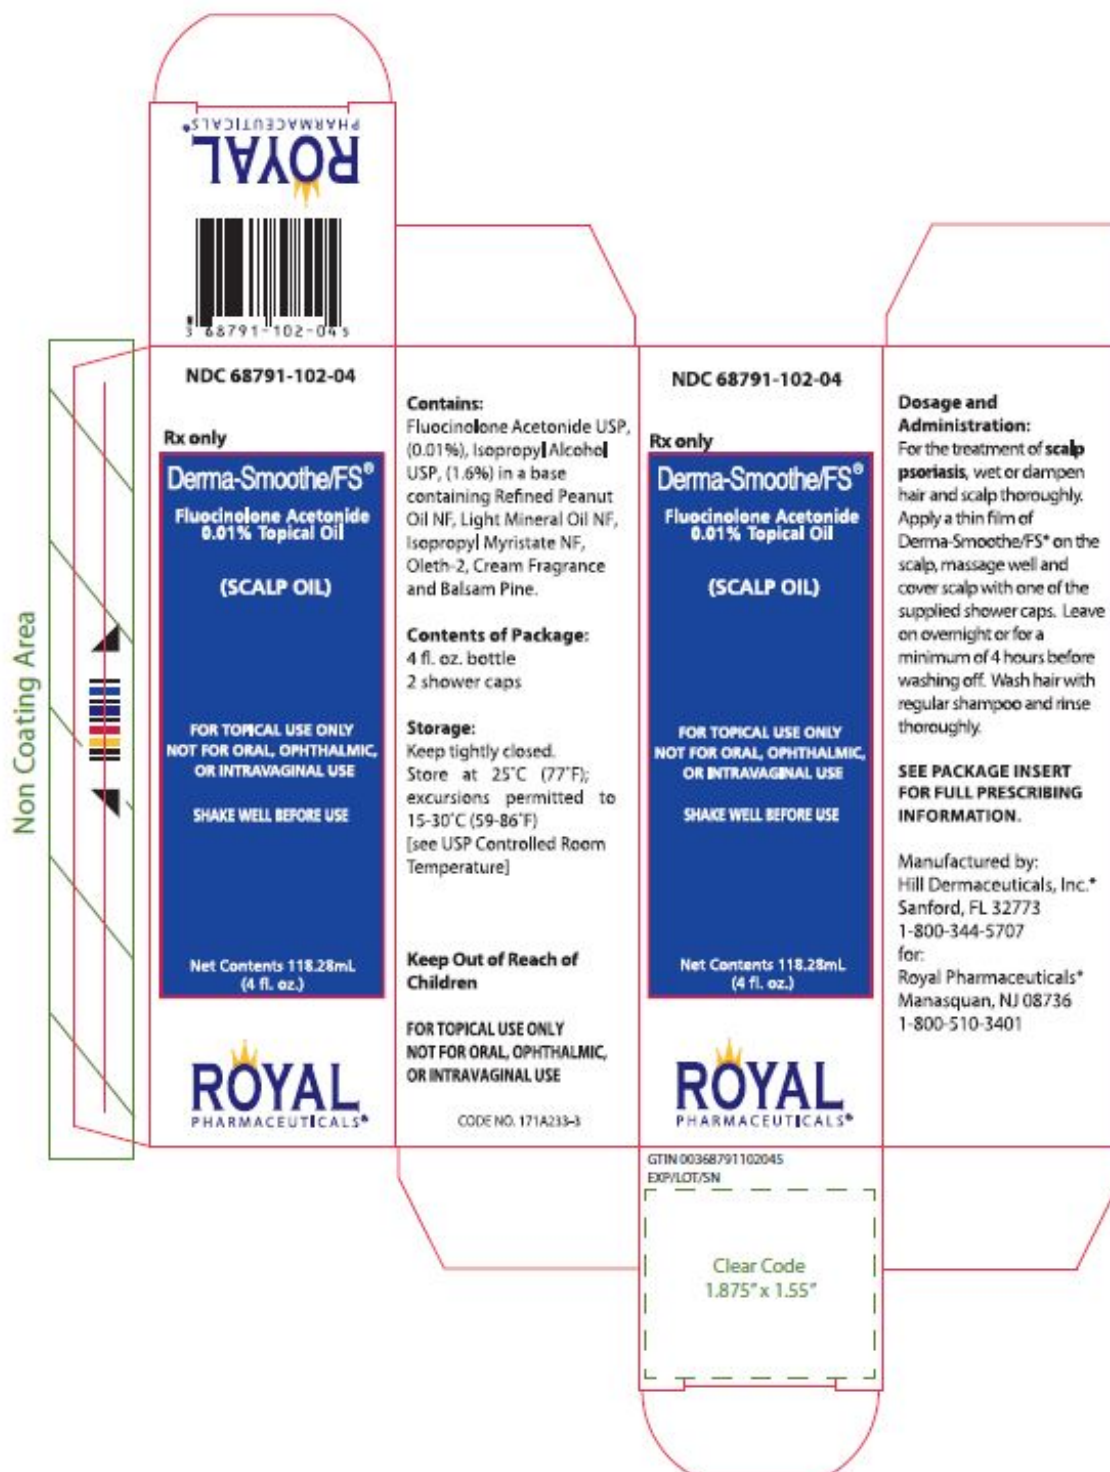 ROYAL
PHARMACEUTICALS®
3 68791-102-04 5
Non Coating Area
NDC 68791-102-04
Rx only
Derma-Smoothe/FS®
Fluocinolone Acetonide
0.01% Topical Oil
(SCALP OIL)
FOR TOPICAL USE ONLY
NOT FOR ORAL, OPHTHALMIC,
OR INTRAVAGINAL USE
SHAKE WELL BEFORE USE
Net Contents 118.28mL
(4 fl. oz.)
ROYAL
PHARMACEUTICALS®
Contains:
Fluocinolone Acetonide USP,
(0.01%), Isopropyl Alcohol
USP, (1.6%) in a base
containing Refined Peanut
Oil NF, Light Mineral Oil NF,
Isopropyl Myristate NF,
Oleth-2, Cream Fragrance
and Balsam Pine.
Contents of Package:
4 fl. oz. bottle
2 shower caps
Storage:
Keep tightly closed.
Store at 25˚C (77˚F);
excursions permitted to
15-30˚C (59-86˚F)
[see USP Controlled Room
Temperature]
Keep Out of Reach of
Children
FOR TOPICAL USE ONLY
NOT FOR ORAL, OPHTHALMIC,
OR INTRAVAGINAL USE
CODE NO. 171A233-3
NDC 68791-102-04
Rx only
Derma-Smoothe/FS®
Fluocinolone Acetonide
0.01% Topical Oil
(SCALP OIL)
FOR TOPICAL USE ONLY
NOT FOR ORAL, OPHTHALMIC,
OR INTRAVAGINAL USE
SHAKE WELL BEFORE USE
Net Contents 118.28mL
(4 fl. oz.)
ROYAL
PHARMACEUTICALS®
GTIN 00368791102045
EXP/LOT/SN
Clear Code
1.875” x 1.55”
Dosage and
Administration:
For the treatment of scalp
psoriasis, wet or dampen
hair and scalp thoroughly.
Apply a thin film of
Derma-Smoothe/FS® on the
scalp, massage well and
cover scalp with one of the
supplied shower caps. Leave
on overnight or for a
minimum of 4 hours before
washing off. Wash hair with
regular shampoo and rinse
thoroughly.
SEE PACKAGE INSERT
FOR FULL PRESCRIBING
INFORMATION.
Manufactured by:
Hill Dermaceuticals, Inc.®
Sanford, FL 32773
1-800-344-5707
for:
Royal Pharmaceuticals®
Manasquan, NJ 08736
1-800-510-3401